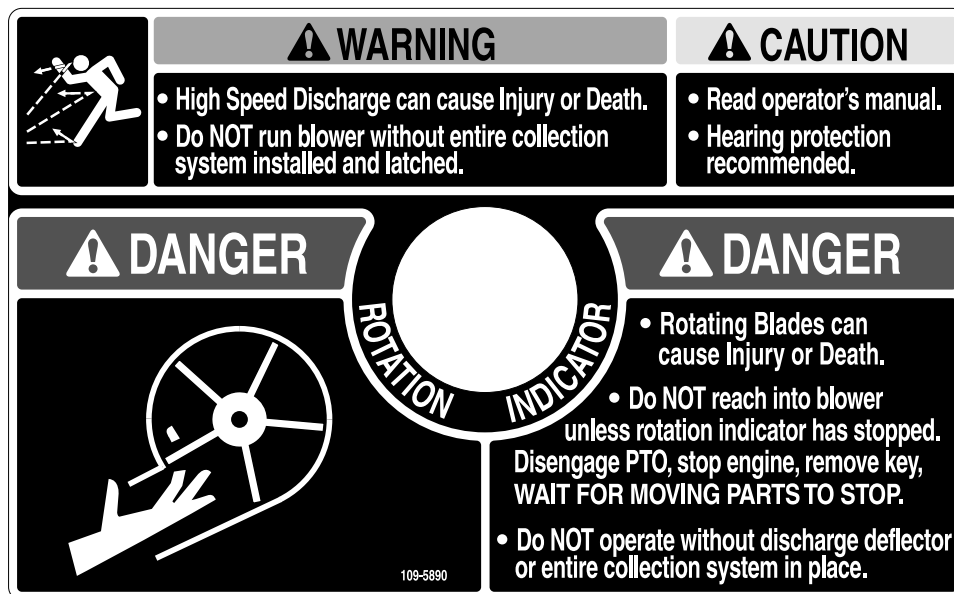 WARNING
• High Speed Discharge can cause Injury or Death.
• Do NOT run blower without entire collection
system installed and latched.
CAUTION
• Read operator's manual.
• Hearing protection
recommended.
DANGER
109-5890
ROTATION INDICATOR
DANGER
• Rotating Blades can
cause Injury or Death.
• Do NOT reach into blower
unless rotation indicator has stopped.
Disengage PTO, stop engine, remove key,
WAIT FOR MOVING PARTS TO STOP.
• Do NOT operate without discharge deflector
or entire collection system in place.